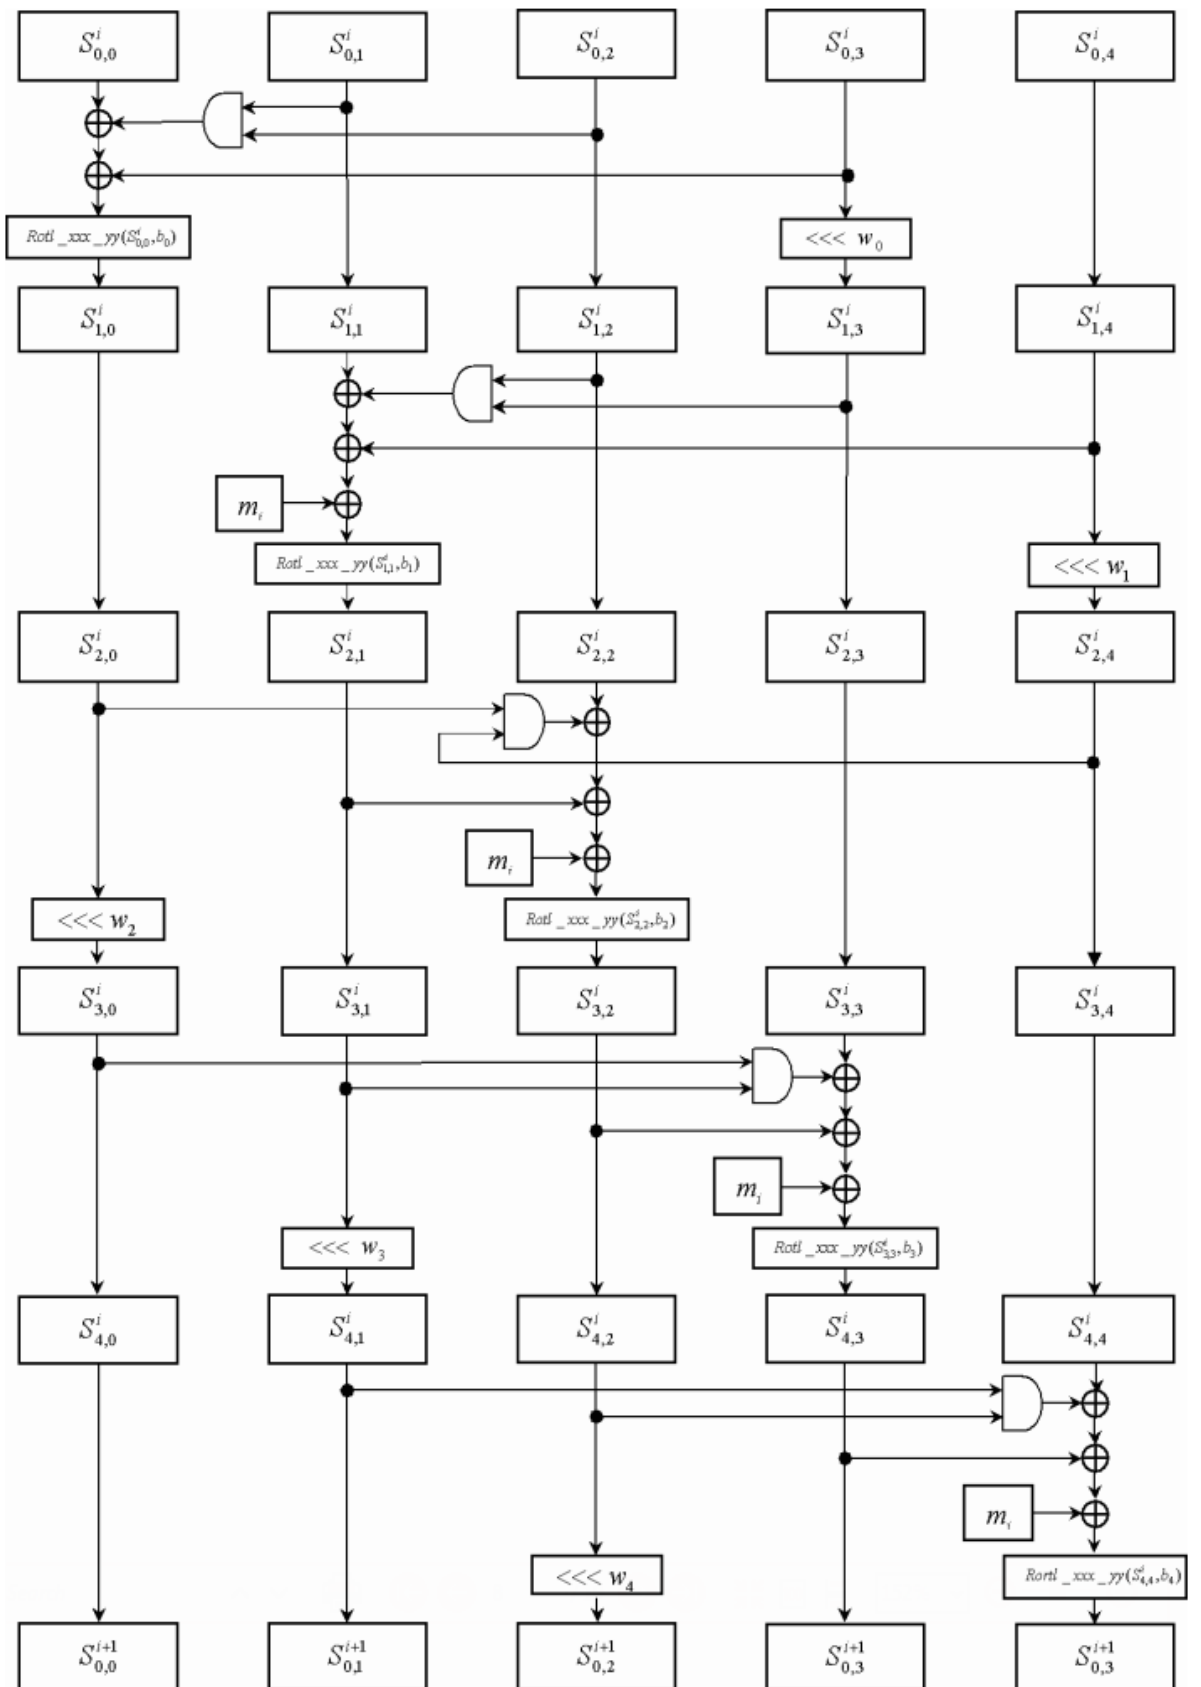 S^i_{0,0} S^i_{0,1} S^i_{0,2} S^i_{0,3} S^i_{0,4}
Rotl_xxx_yy(S^i_{0,0},b_0) <<< w_0
S^i_{1,0} S^i_{1,1} S^i_{1,2} S^i_{1,3} S^i_{1,4}
m_i
Rotl_xxx_yy(S^i_{1,1},b_1) <<< w_1
S^i_{2,0} S^i_{2,1} S^i_{2,2} S^i_{2,3} S^i_{2,4}
m_i
<<< w_2 Rotl_xxx_yy(S^i_{2,2},b_2)
S^i_{3,0} S^i_{3,1} S^i_{3,2} S^i_{3,3} S^i_{3,4}
m_i
<<< w_3 Rotl_xxx_yy(S^i_{3,3},b_3)
S^i_{4,0} S^i_{4,1} S^i_{4,2} S^i_{4,3} S^i_{4,4}
m_i
<<< w_4 Rortl_xxx_yy(S^i_{4,4},b_4)
S^{i+1}_{0,0} S^{i+1}_{0,1} S^{i+1}_{0,2} S^{i+1}_{0,3} S^{i+1}_{0,3}